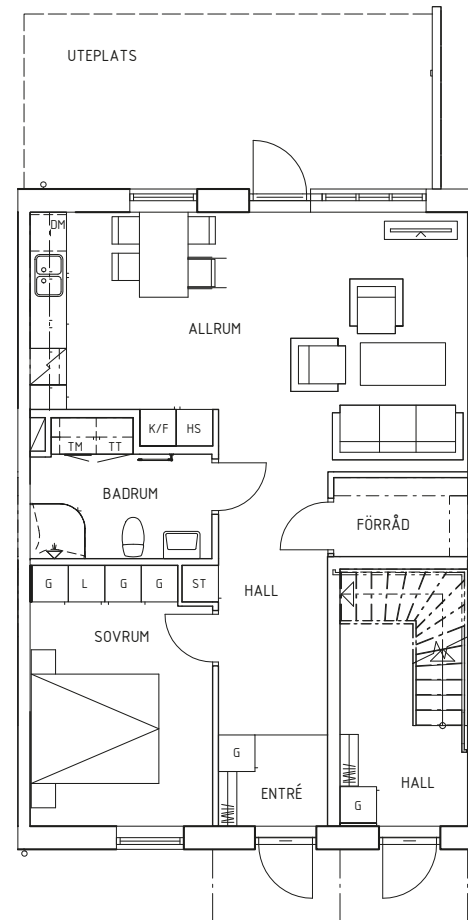 UTEPLATS
DM
ALLRUM
K/F HS
TM TT
BADRUM
FÖRRÅD
G L G G ST
HALL
SOVRUM
G
ENTRÉ
HALL
G